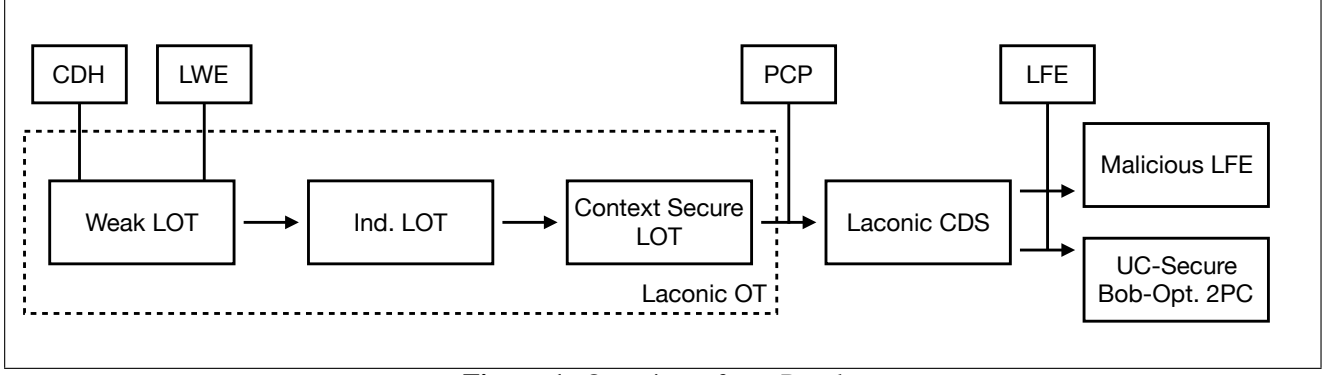 CDH
LWE
PCP
LFE
Weak LOT
Ind. LOT
Context Secure
LOT
Laconic CDS
Malicious LFE
UC-Secure
Bob-Opt. 2PC
Laconic OT